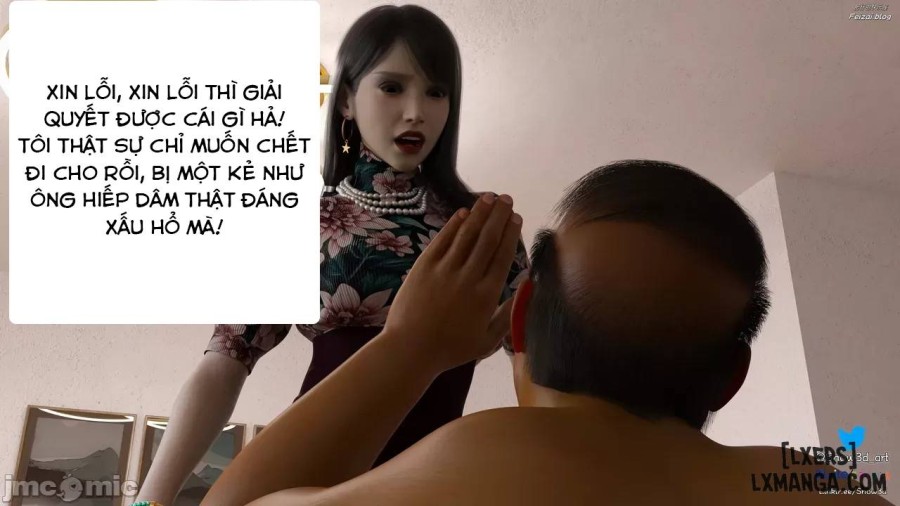 Feizai.blog
XIN LỖI, XIN LỖI THÌ GIẢI
QUYẾT ĐƯỢC CÁI GÌ HẢ!
TÔI THẬT SỰ CHỈ MUỐN CHẾT
ĐI CHO RỒI, BỊ MỘT KẺ NHƯ
ÔNG HIẾP DÂM THẬT ĐÁNG
XẤU HỔ MÀ!
[LXERS]
LXMANGA.COM
jmcomic